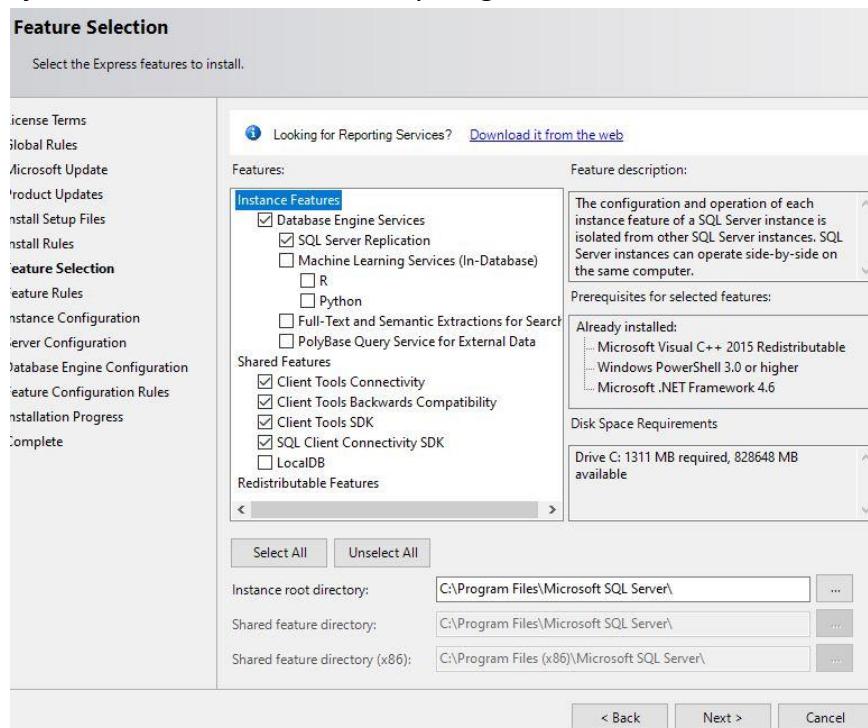 Feature Selection
Select the Express features to install.
icense Terms
Global Rules
Microsoft Update
Product Updates
nstall Setup Files
nstall Rules
eature Selection
eature Rules
nstance Configuration
erver Configuration
Database Engine Configuration
eature Configuration Rules
nstallation Progress
Complete
Looking for Reporting Services? Download it from the web
Features:
Instance Features
Database Engine Services
SQL Server Replication
Machine Learning Services (In-Database)
R
Python
Full-Text and Semantic Extractions for Search
PolyBase Query Service for External Data
Shared Features
Client Tools Connectivity
Client Tools Backwards Compatibility
Client Tools SDK
SQL Client Connectivity SDK
LocalDB
Redistributable Features
Feature description:
The configuration and operation of each
instance feature of a SQL Server instance is
isolated from other SQL Server instances. SQL
Server instances can operate side-by-side on
the same computer.
Prerequisites for selected features:
Already installed:
Microsoft Visual C++ 2015 Redistributable
Windows PowerShell 3.0 or higher
Microsoft .NET Framework 4.6
Disk Space Requirements
Drive C: 1311 MB required, 828648 MB
available
Select All Unselect All
Instance root directory: C:\Program Files\Microsoft SQL Server\ ...
Shared feature directory: C:\Program Files\Microsoft SQL Server\ ...
Shared feature directory (x86): C:\Program Files (x86)\Microsoft SQL Server\ ...
< Back Next > Cancel